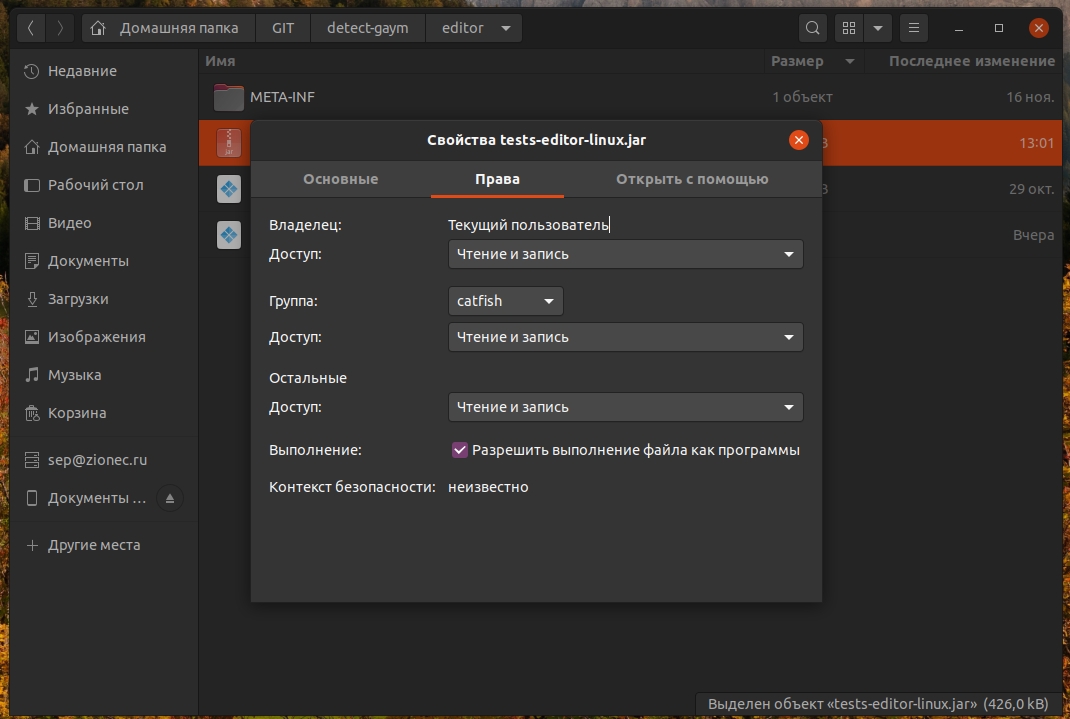 Домашняя папка GIT detect-gaym editor
Имя Размер Последнее изменение
META-INF 1 объект 16 ноя.
13:01
29 окт.
Вчера
Недавние
Избранные
Домашняя папка
Рабочий стол
Видео
Документы
Загрузки
Изображения
Музыка
Корзина
sep@zionec.ru
Документы ...
Другие места
Свойства tests-editor-linux.jar
Основные Права Открыть с помощью
Владелец: Текущий пользователь
Доступ: Чтение и запись
Группа: catfish
Доступ: Чтение и запись
Остальные
Доступ: Чтение и запись
Выполнение: Разрешить выполнение файла как программы
Контекст безопасности: неизвестно
Выделен объект «tests-editor-linux.jar» (426,0 kB)